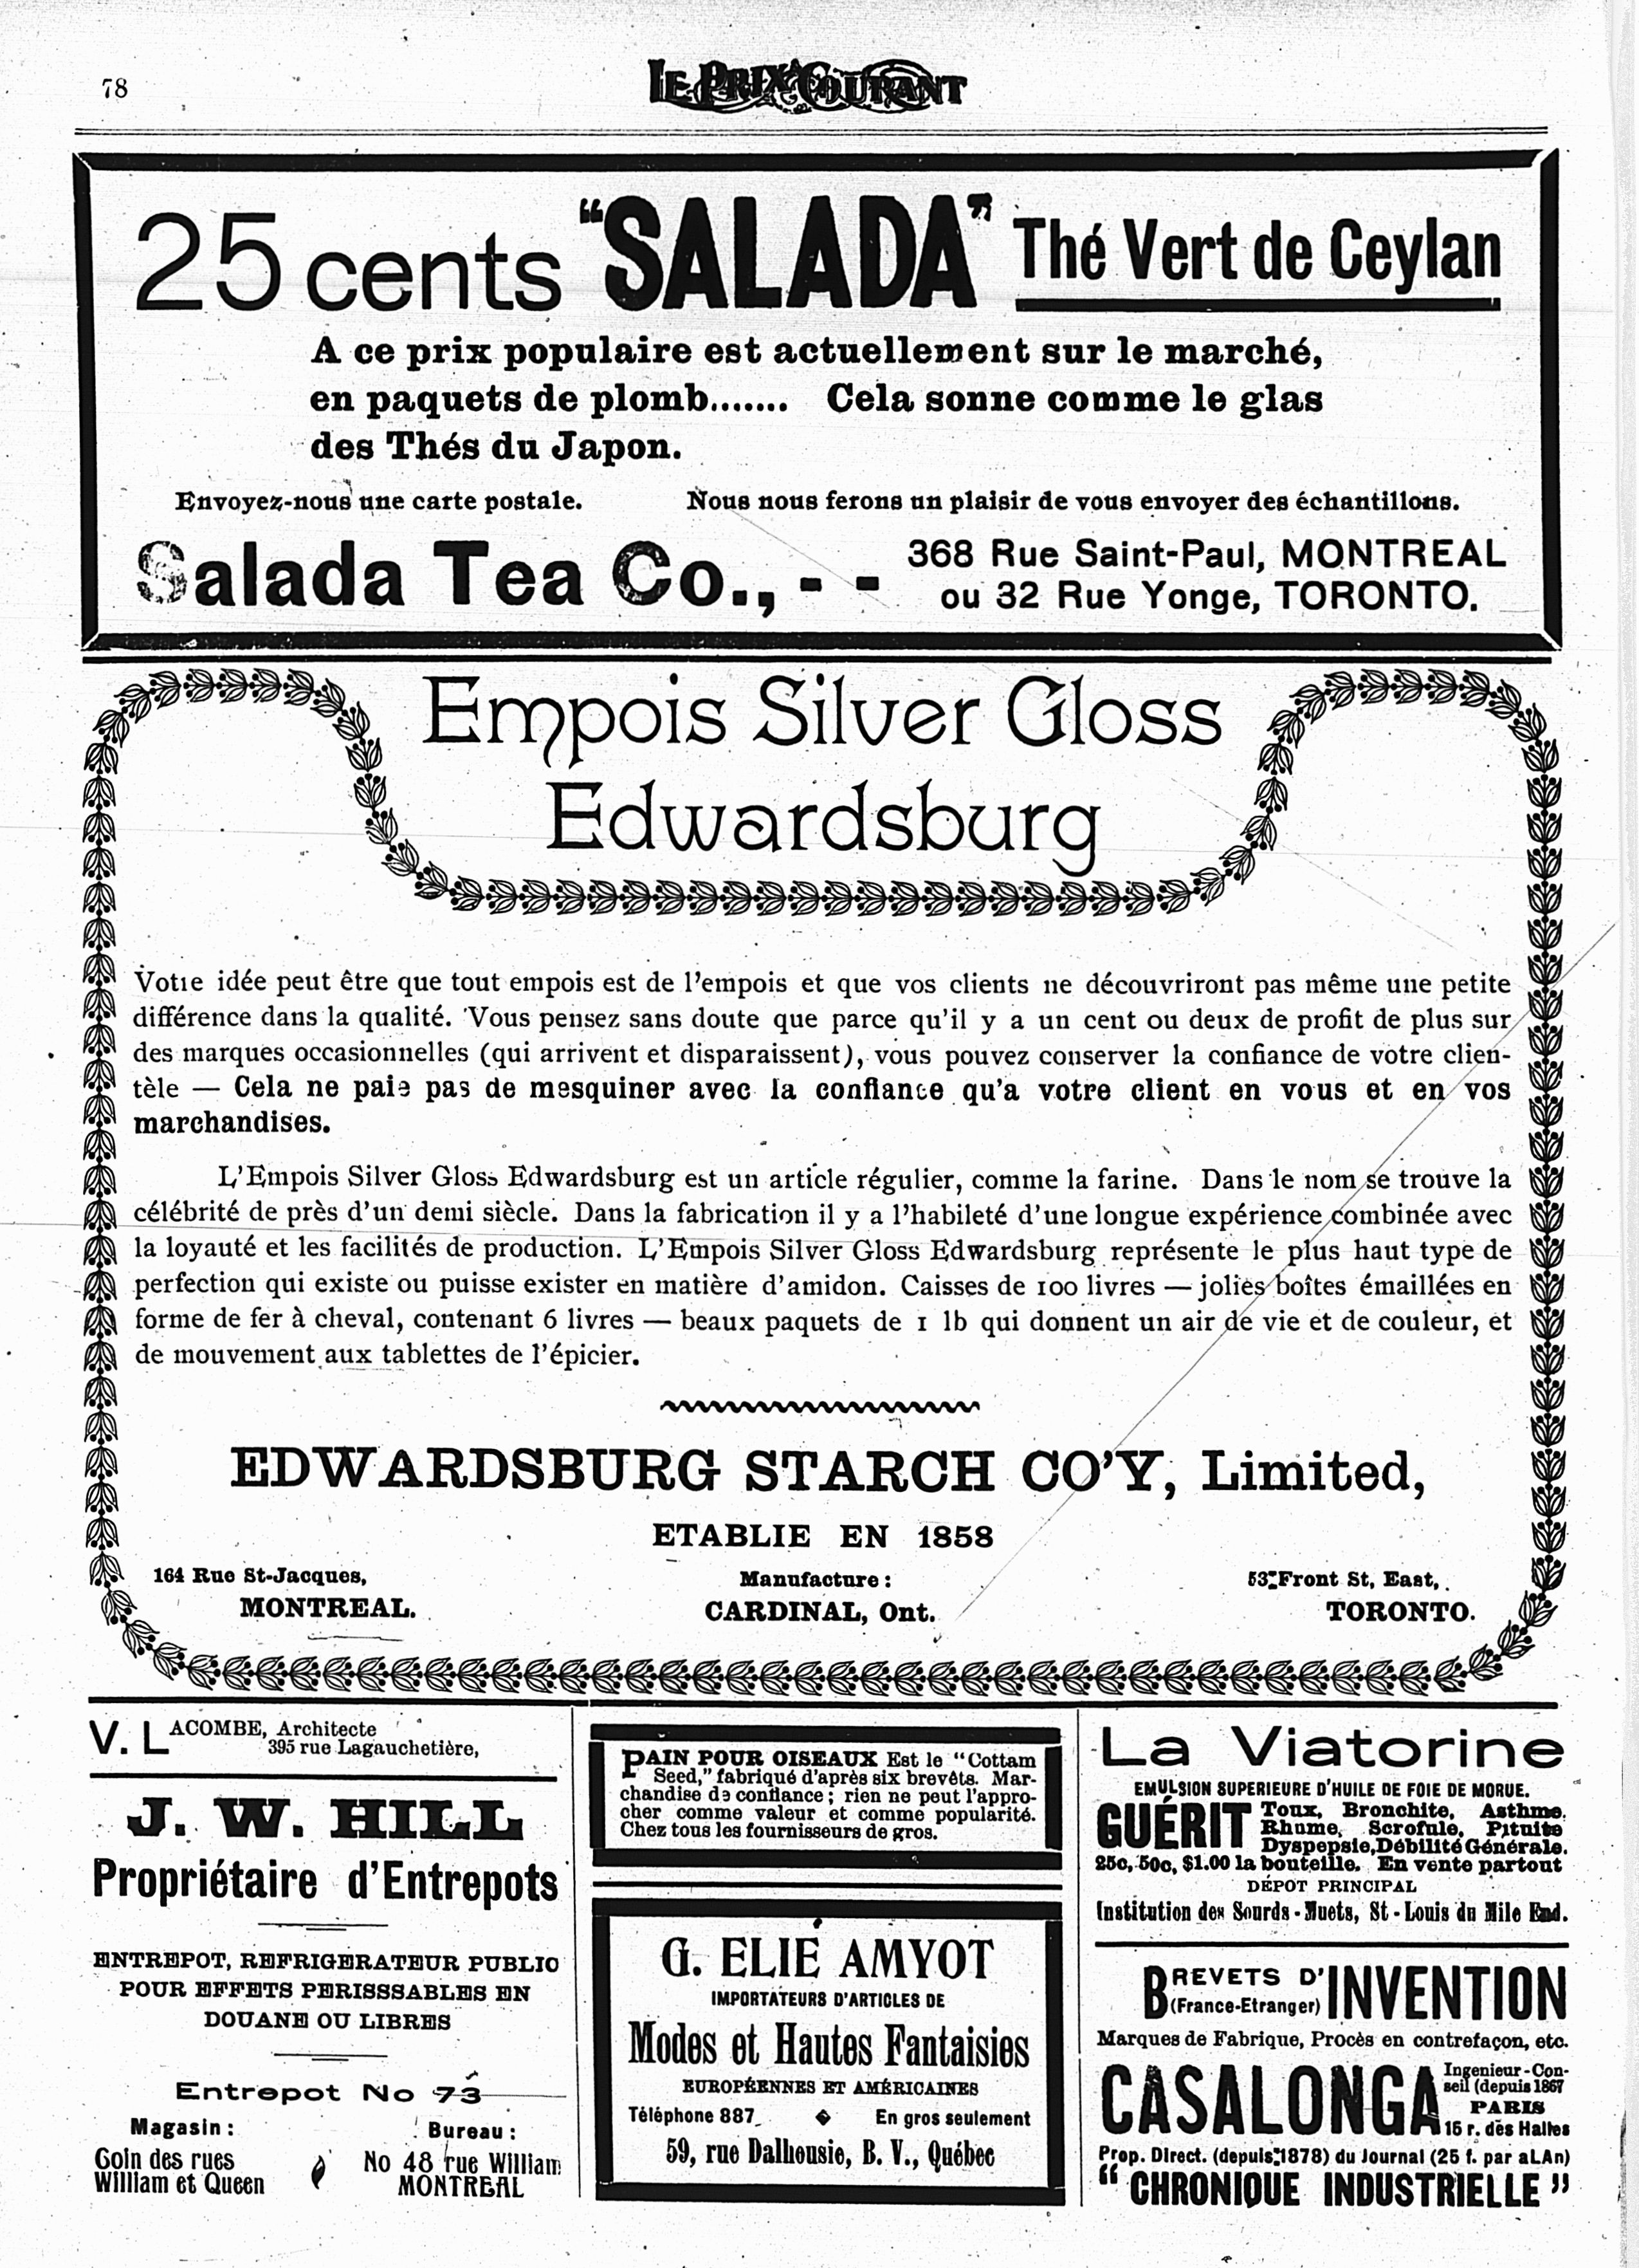 78
LE PRIX COURANT
25 cents "SALADA" Thé Vert de Ceylan
A ce prix populaire est actuellement sur le marché,
en paquets de plomb....... Cela sonne comme le glas
des Thés du Japon.
Envoyez-nous une carte postale. Nous nous ferons un plaisir de vous envoyer des échantillons.
Salada Tea Co., - - 368 Rue Saint-Paul, MONTREAL
ou 32 Rue Yonge, TORONTO.
Empois Silver Gloss
Edwardsburg
Votre idée peut être que tout empois est de l'empois et que vos clients ne découvriront pas même une petite
différence dans la qualité. Vous pensez sans doute que parce qu'il y a un cent ou deux de profit de plus sur
des marques occasionnelles (qui arrivent et disparaissent), vous pouvez conserver la confiance de votre clien-
tèle — Cela ne paie pas de mesquiner avec la confiance qu'a votre client en vous et en vos
marchandises.
L'Empois Silver Gloss Edwardsburg est un article régulier, comme la farine. Dans le nom se trouve la
célébrité de près d'un demi siècle. Dans la fabrication il y a l'habileté d'une longue expérience combinée avec
la loyauté et les facilités de production. L'Empois Silver Gloss Edwardsburg représente le plus haut type de
perfection qui existe ou puisse exister en matière d'amidon. Caisses de 100 livres — jolies boîtes émaillées en
forme de fer à cheval, contenant 6 livres — beaux paquets de 1 lb qui donnent un air de vie et de couleur, et
de mouvement aux tablettes de l'épicier.
EDWARDSBURG STARCH CO'Y, Limited,
ETABLIE EN 1858
164 Rue St-Jacques,
MONTREAL.
Manufacture :
CARDINAL, Ont.
53 Front St, East,
TORONTO.
V. LACOMBE, Architecte
395 rue Lagauchetière,
J. W. HILL
Propriétaire d'Entrepots
ENTREPOT, REFRIGERATEUR PUBLIC
POUR EFFETS PERISSSABLES EN
DOUANE OU LIBRES
Entrepot No 73
Magasin :
Coin des rues
William et Queen
Bureau :
No 48 rue William
MONTREAL
PAIN POUR OISEAUX Est le "Cottam
Seed," fabriqué d'après six brevêts. Mar-
chandise de confiance ; rien ne peut l'appro-
cher comme valeur et comme popularité.
Chez tous les fournisseurs de gros.
G. ELIE AMYOT
IMPORTATEURS D'ARTICLES DE
Modes et Hautes Fantaisies
EUROPÉENNES ET AMÉRICAINES
Téléphone 887 En gros seulement
59, rue Dalhousie, B. V., Québec
La Viatorine
EMULSION SUPERIEURE D'HUILE DE FOIE DE MORUE.
GUÉRIT Toux, Bronchite, Asthme,
Rhume, Scrofule, Pituite
Dyspepsie, Débilité Générale.
25c, 50c, $1.00 la bouteille. En vente partout
DÉPOT PRINCIPAL
Institution des Sourds-Muets, St-Louis du Mile End.
BREVETS D'INVENTION
(France-Etranger)
Marques de Fabrique, Procès en contrefaçon, etc.
CASALONGA Ingenieur-Con-
seil (depuis 1867
PARIS
15 r. des Halles
Prop. Direct. (depuis 1878) du Journal (25 f. par aLAn)
"CHRONIQUE INDUSTRIELLE"